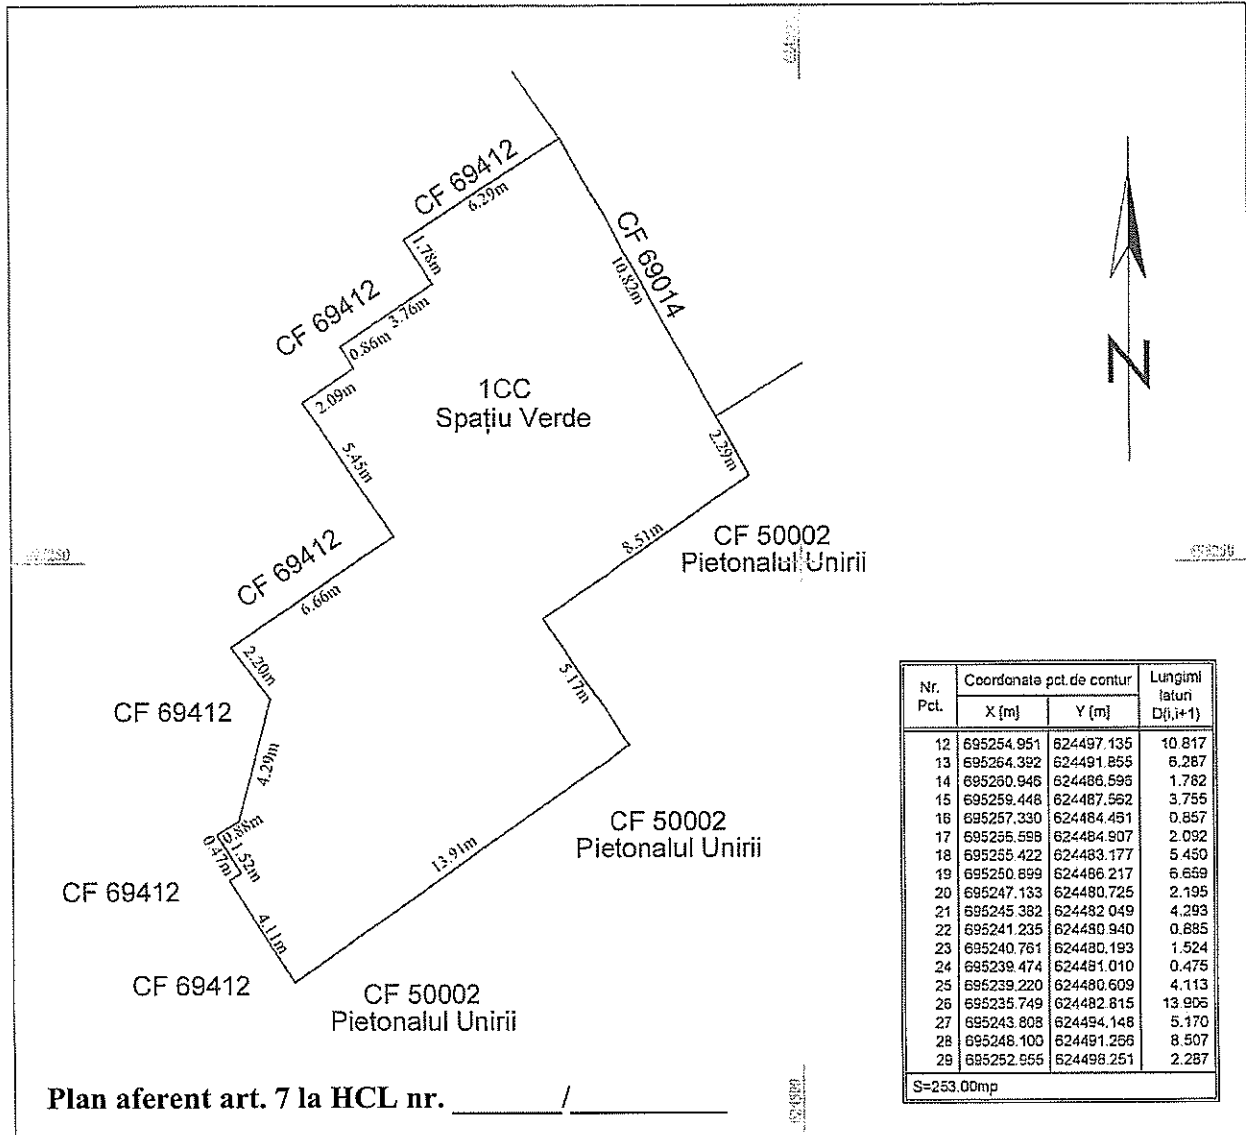 CF 69412
6.29m
1.78m
CF 69014
10.82m
CF 69412
3.76m
0.86m
2.09m
1CC
Spațiu Verde
5.45m
2.29m
N
8.51m
CF 50002
Pietonalul Unirii
CF 69412
6.66m
2.20m
5.17m
CF 69412
4.29m
0.88m
1.52m
0.47m
CF 50002
Pietonalul Unirii
13.91m
CF 69412
4.11m
CF 69412
CF 50002
Pietonalul Unirii
Nr. Pct. Coordonate pct.de contur Lungimi laturi D(i,i+1)
X [m] Y [m]
12 695254.951 624497.135 10.817
13 695264.392 624491.855 6.287
14 695260.946 624486.596 1.782
15 695259.448 624487.562 3.755
16 695257.330 624484.461 0.857
17 695256.598 624484.907 2.092
18 695255.422 624483.177 5.450
19 695250.899 624486.217 6.659
20 695247.133 624480.725 2.195
21 695245.382 624482.049 4.293
22 695241.235 624480.940 0.885
23 695240.761 624480.193 1.524
24 695239.474 624481.010 0.475
25 695239.220 624480.609 4.113
26 695235.749 624482.815 13.906
27 695243.808 624494.148 5.170
28 695248.100 624491.266 8.507
29 695252.955 624498.251 2.287
S=253.00mp
624500
Plan aferent art. 7 la HCL nr. ________/____________